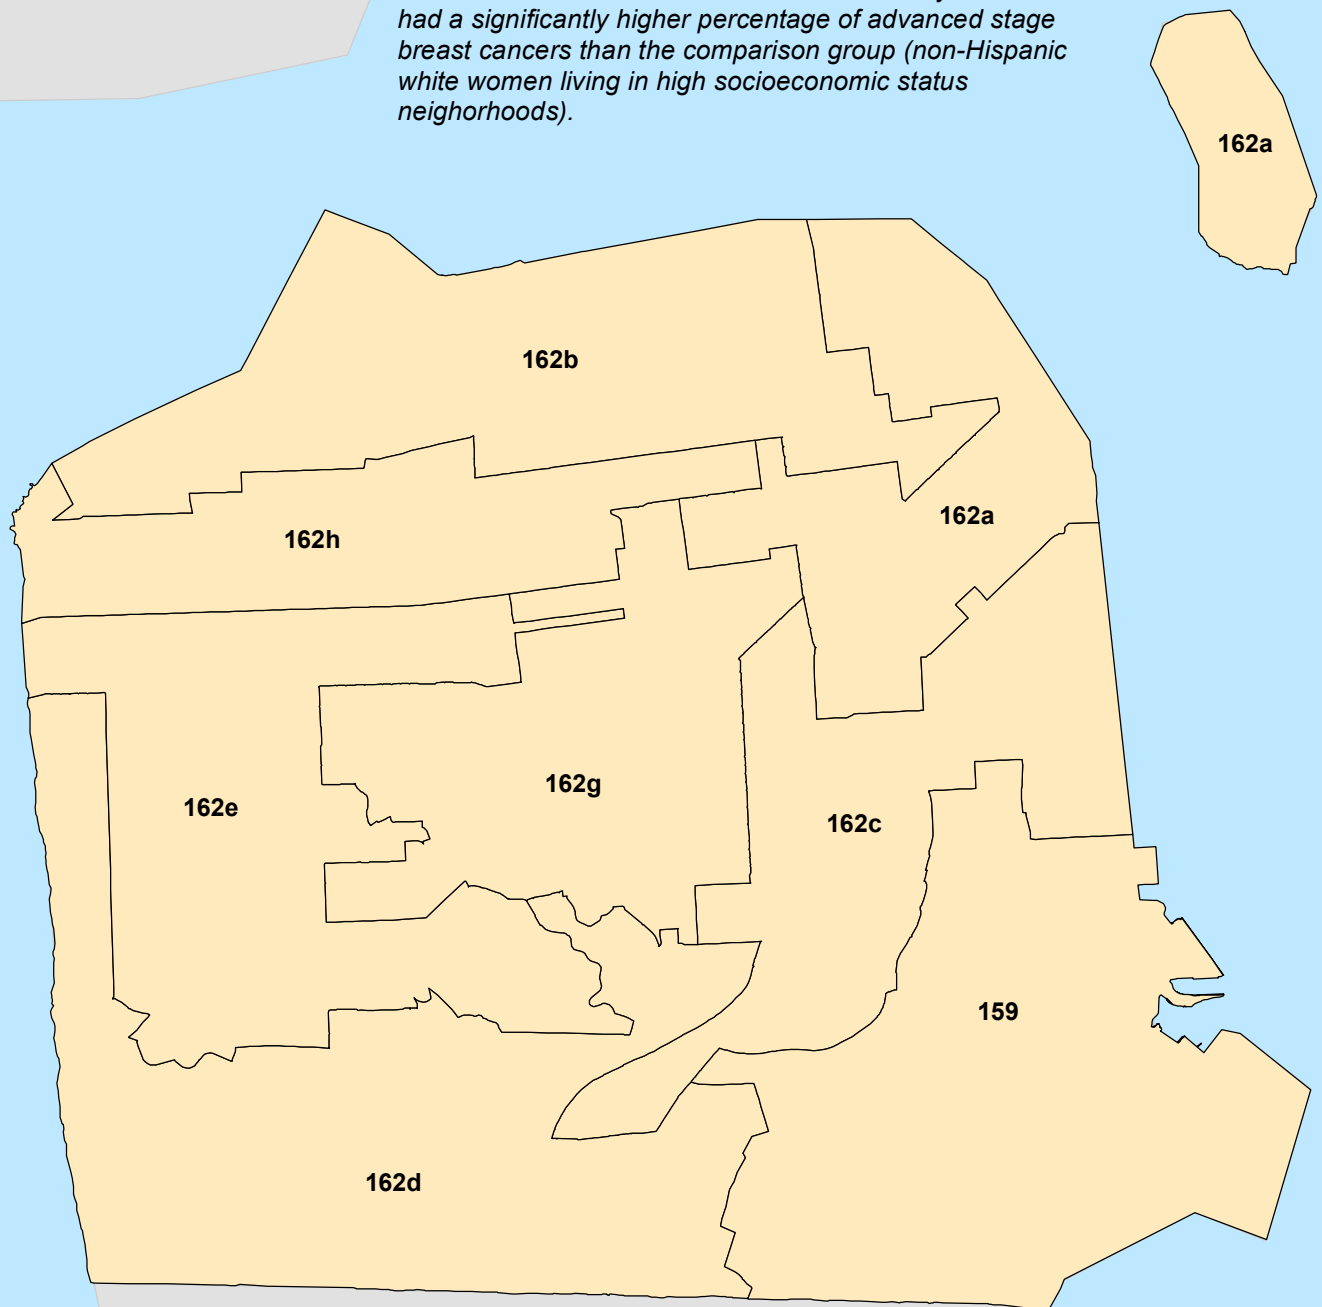 had a significantly higher percentage of advanced stage
breast cancers than the comparison group (non-Hispanic
white women living in high socioeconomic status
neighorhoods).
162a
162b
162a
162h
162g
162e
162c
159
162d